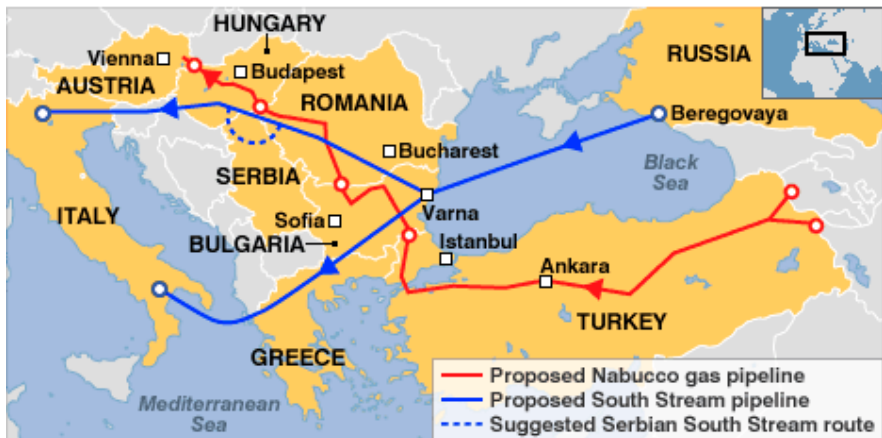 HUNGARY
Vienna
AUSTRIA
Budapest
ROMANIA
RUSSIA
Beregovaya
Bucharest
Black
Sea
SERBIA
ITALY
Sofia
Varna
BULGARIA
Istanbul
Ankara
TURKEY
GREECE
Mediterranean
Sea
Proposed Nabucco gas pipeline
Proposed South Stream pipeline
Suggested Serbian South Stream route